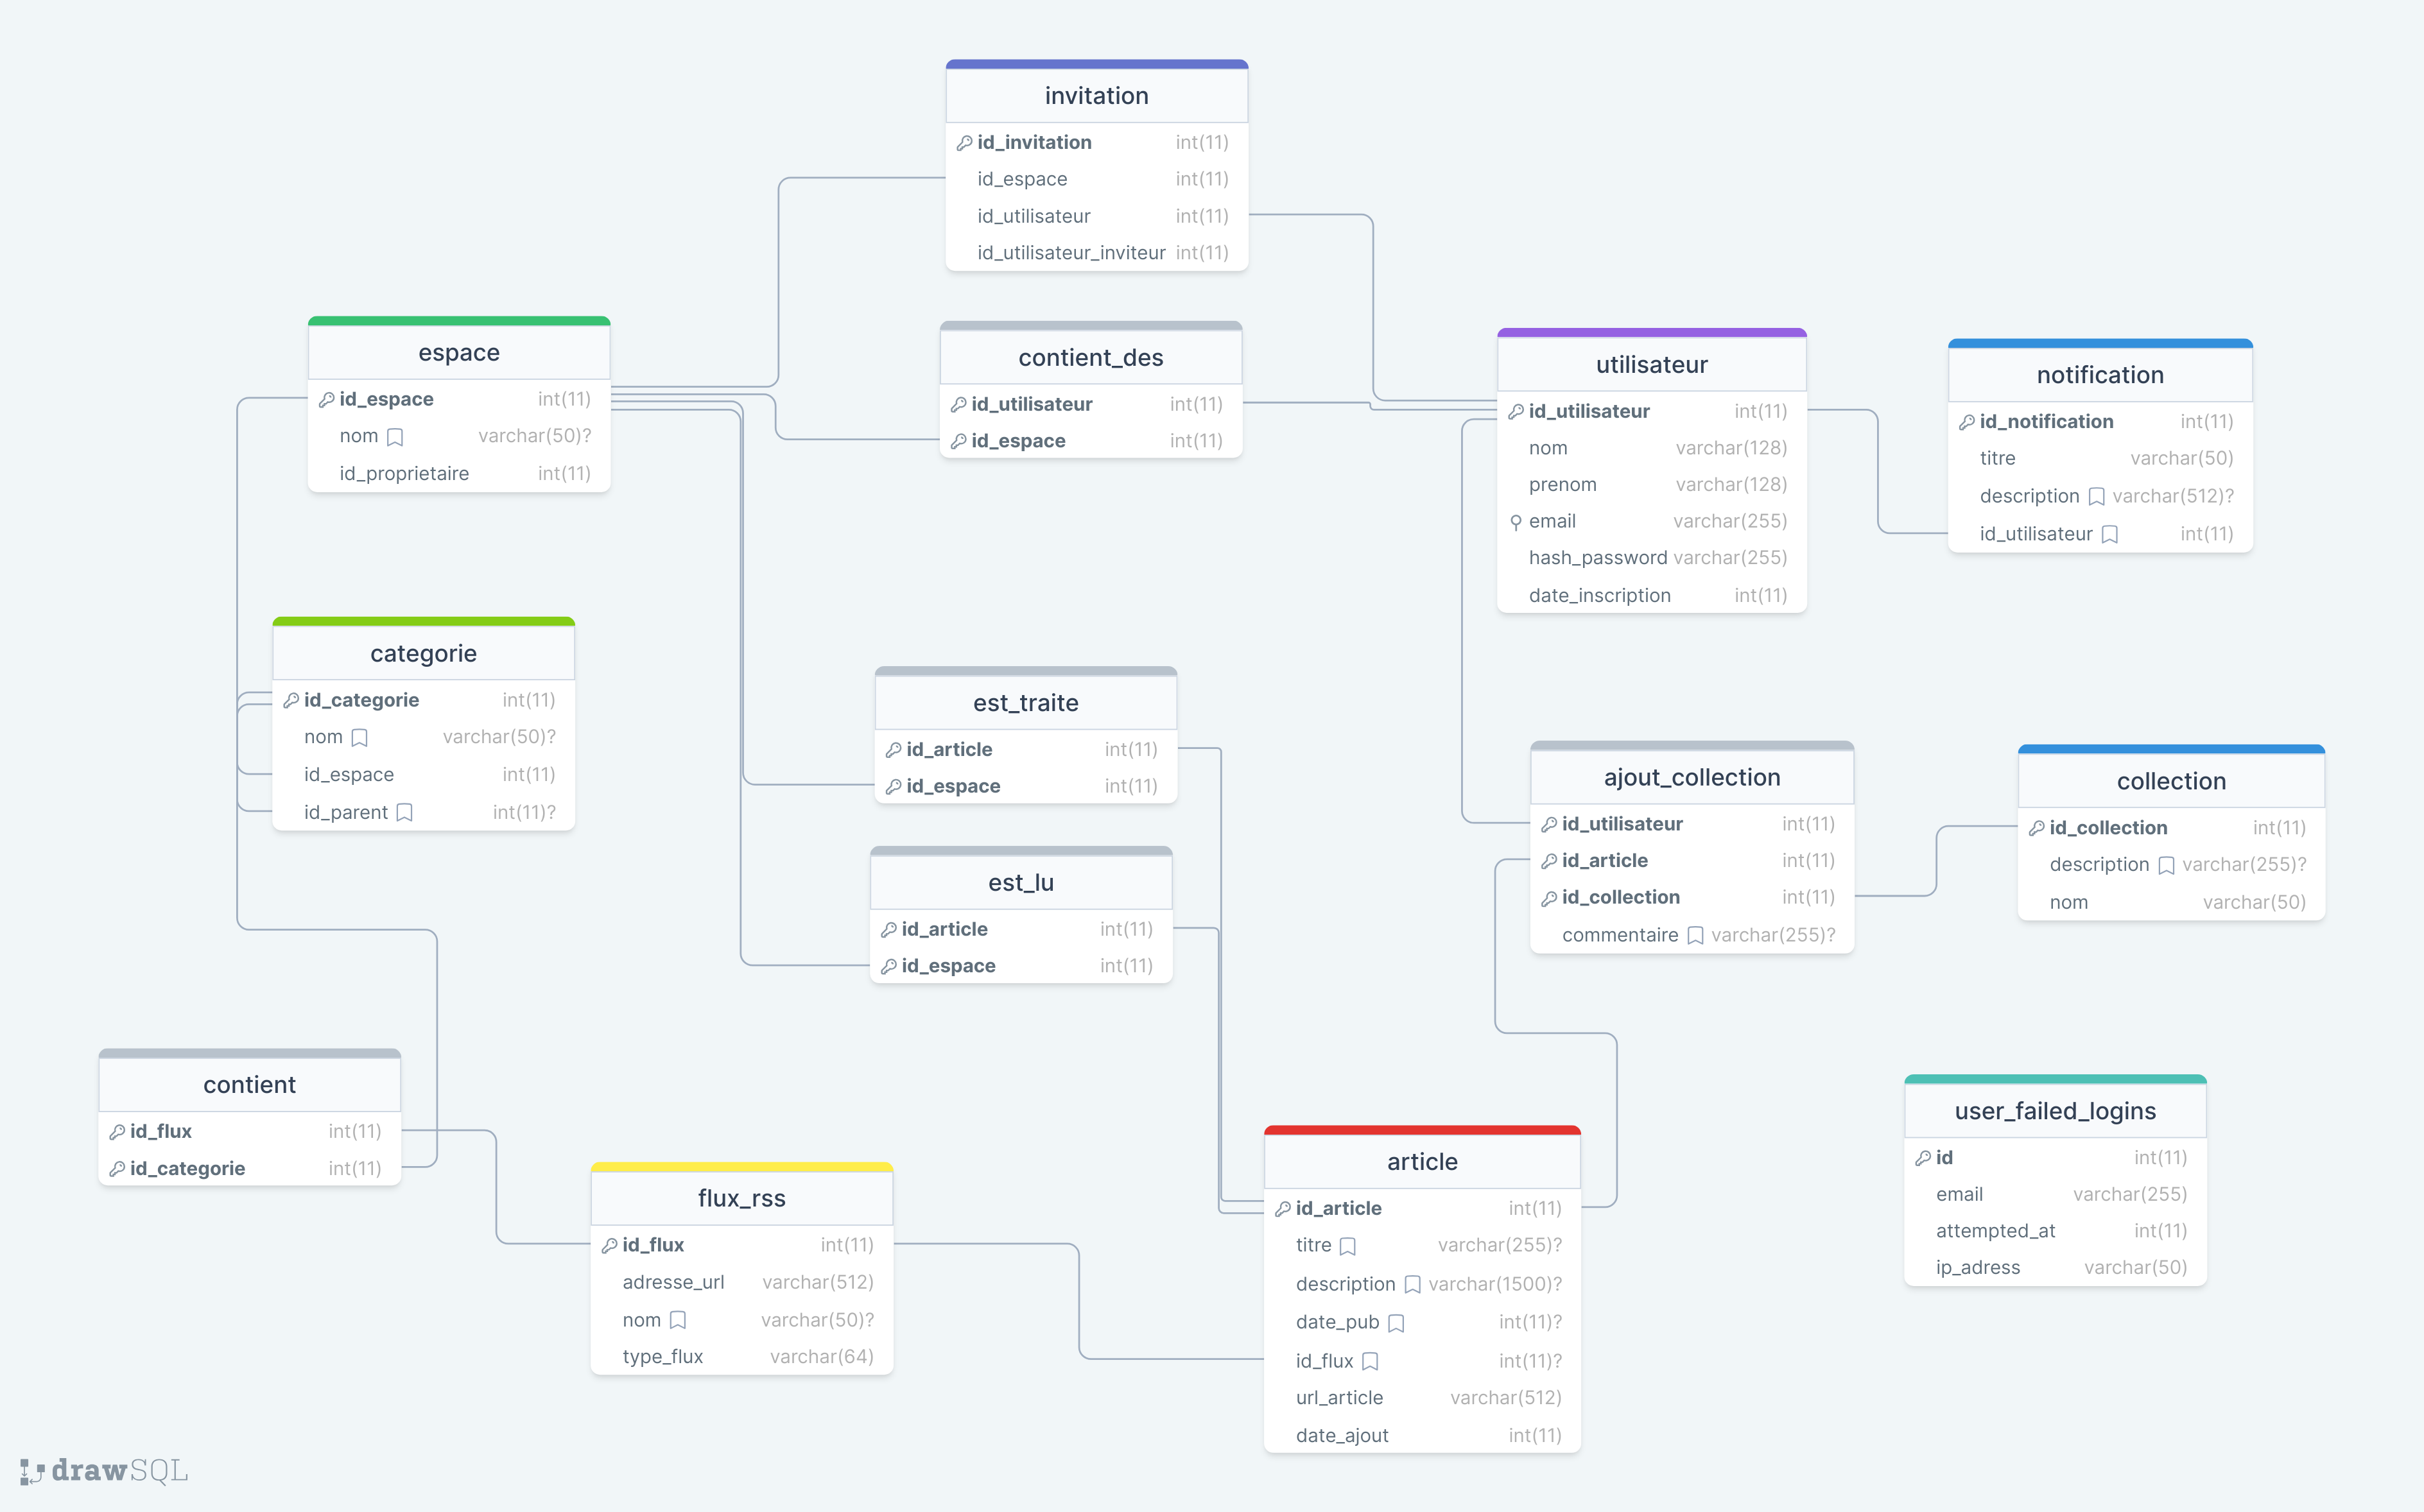 invitation
id_invitation int(11)
id_espace int(11)
id_utilisateur int(11)
id_utilisateur_inviteur int(11)
espace
id_espace int(11)
nom varchar(50)?
id_proprietaire int(11)
contient_des
id_utilisateur int(11)
id_espace int(11)
utilisateur
id_utilisateur int(11)
nom varchar(128)
prenom varchar(128)
email varchar(255)
hash_password varchar(255)
date_inscription int(11)
notification
id_notification int(11)
titre varchar(50)
description varchar(512)?
id_utilisateur int(11)
categorie
id_categorie int(11)
nom varchar(50)?
id_espace int(11)
id_parent int(11)?
est_traite
id_article int(11)
id_espace int(11)
est_lu
id_article int(11)
id_espace int(11)
ajout_collection
id_utilisateur int(11)
id_article int(11)
id_collection int(11)
commentaire varchar(255)?
collection
id_collection int(11)
description varchar(255)?
nom varchar(50)
contient
id_flux int(11)
id_categorie int(11)
flux_rss
id_flux int(11)
adresse_url varchar(512)
nom varchar(50)?
type_flux varchar(64)
article
id_article int(11)
titre varchar(255)?
description varchar(1500)?
date_pub int(11)?
id_flux int(11)?
url_article varchar(512)
date_ajout int(11)
user_failed_logins
id int(11)
email varchar(255)
attempted_at int(11)
ip_adress varchar(50)
drawSQL